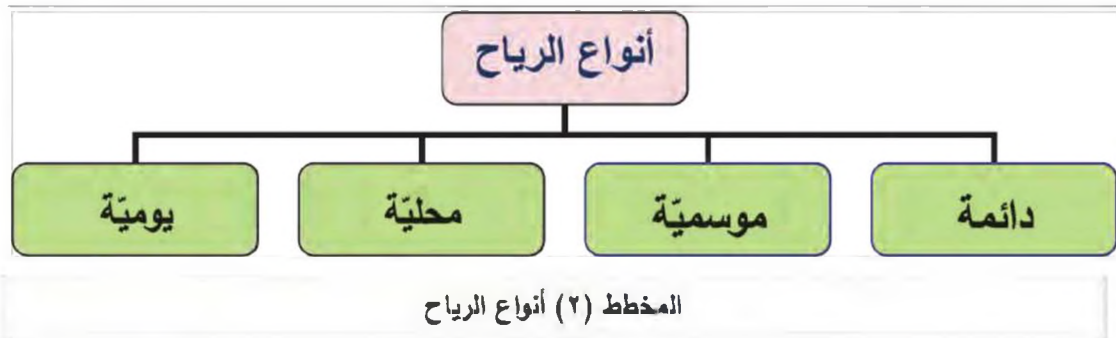 أنواع الرياح
دائمة
موسميّة
محليّة
يوميّة
المخطط (٢) أنواع الرياح